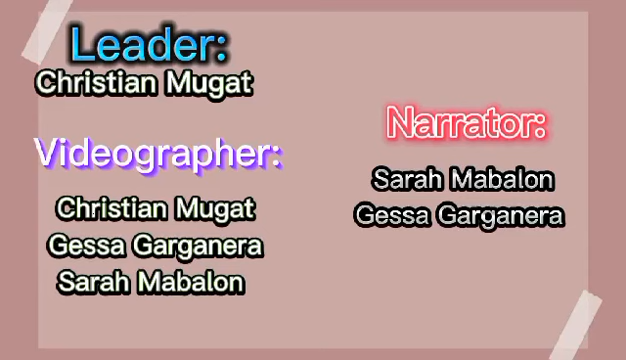 Leader:
Christian Mugat
Videographer:
Christian Mugat
Gessa Garganera
Sarah Mabalon
Narrator:
Sarah Mabalon
Gessa Garganera